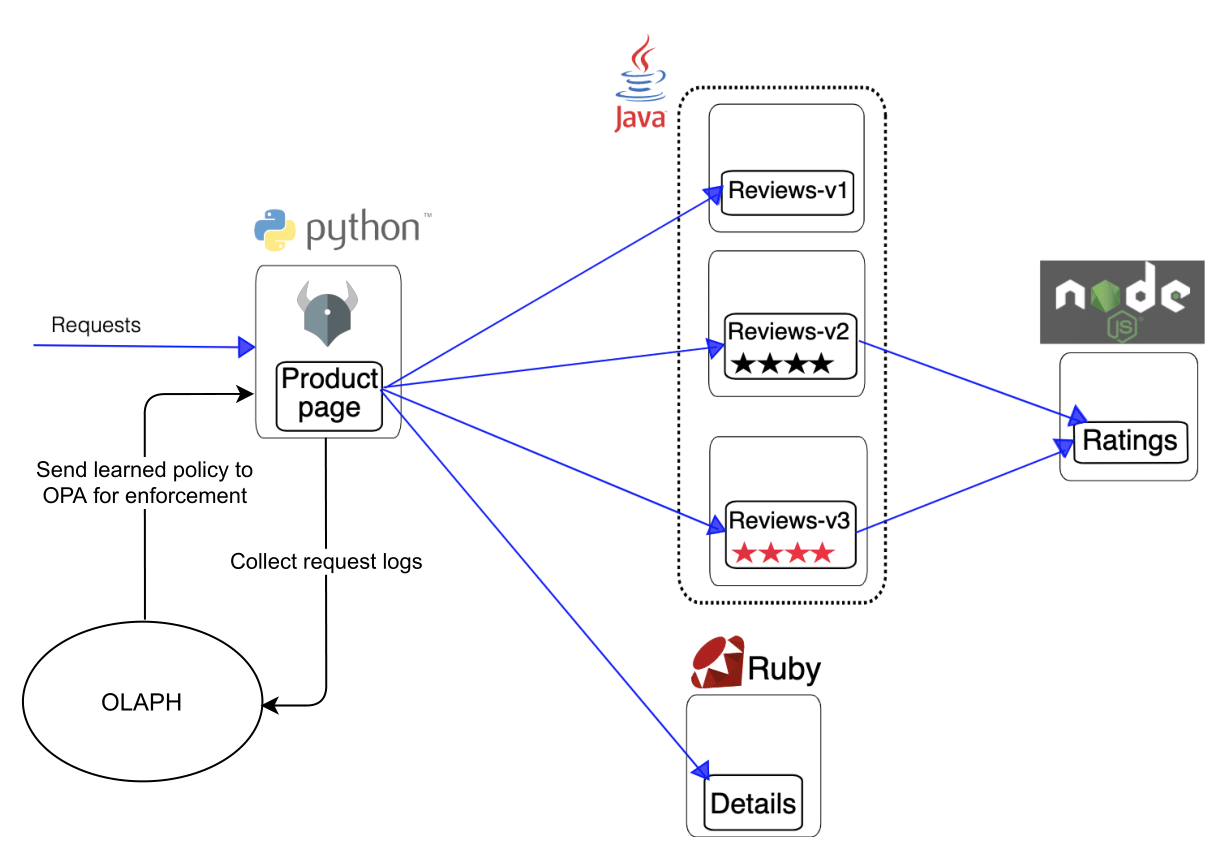 Java
Reviews-v1
python™
Requests
Product
page
Reviews-v2
node
JS
Ratings
Send learned policy to
OPA for enforcement
Collect request logs
Reviews-v3
OLAPH
Ruby
Details